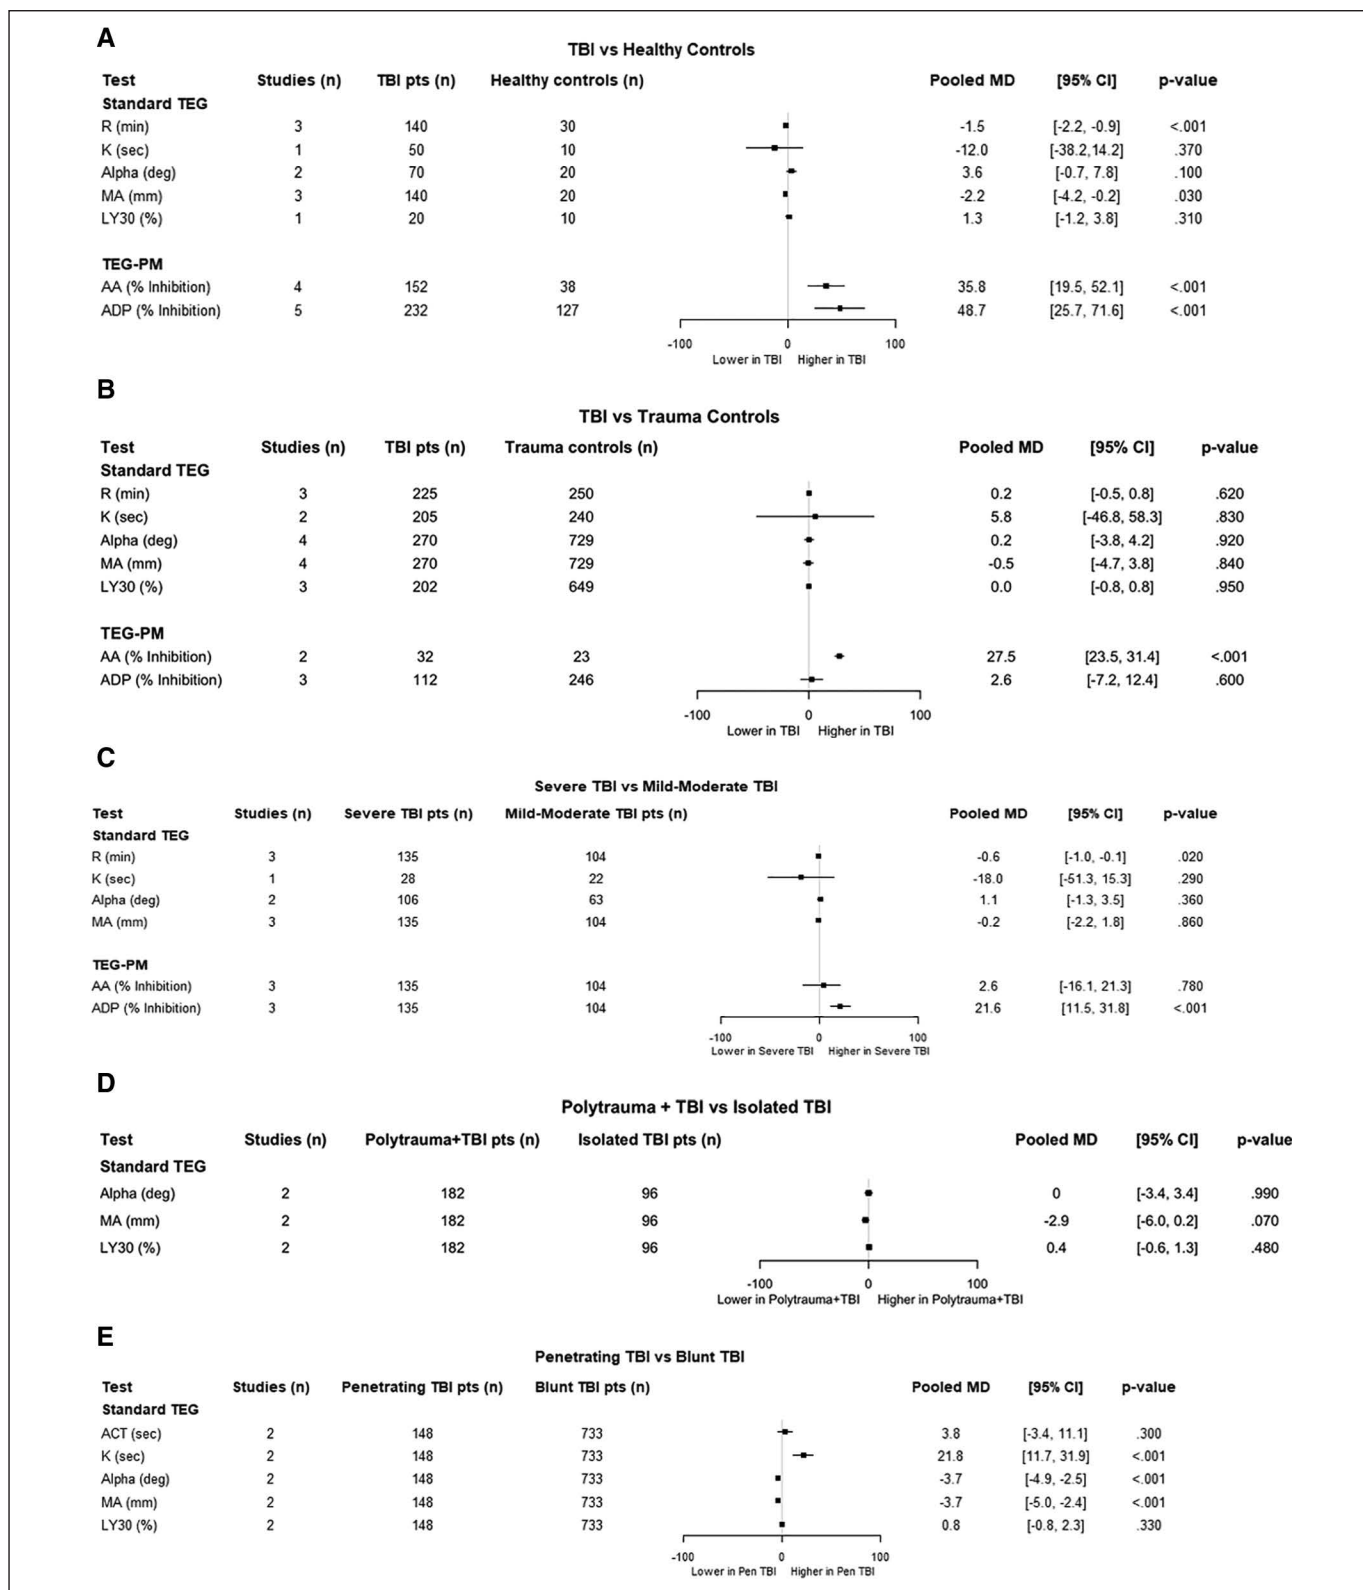 A
TBI vs Healthy Controls
Test Studies (n) TBI pts (n) Healthy controls (n) Pooled MD [95% CI] p-value
Standard TEG
R (min) 3 140 30 -1.5 [-2.2, -0.9] <.001
K (sec) 1 50 10 -12.0 [-38.2,14.2] .370
Alpha (deg) 2 70 20 3.6 [-0.7, 7.8] .100
MA (mm) 3 140 20 -2.2 [-4.2, -0.2] .030
LY30 (%) 1 20 10 1.3 [-1.2, 3.8] .310
TEG-PM
AA (% Inhibition) 4 152 38 35.8 [19.5, 52.1] <.001
ADP (% Inhibition) 5 232 127 48.7 [25.7, 71.6] <.001
-100 0 100
Lower in TBI Higher in TBI
B
TBI vs Trauma Controls
Test Studies (n) TBI pts (n) Trauma controls (n) Pooled MD [95% CI] p-value
Standard TEG
R (min) 3 225 250 0.2 [-0.5, 0.8] .620
K (sec) 2 205 240 5.8 [-46.8, 58.3] .830
Alpha (deg) 4 270 729 0.2 [-3.8, 4.2] .920
MA (mm) 4 270 729 -0.5 [-4.7, 3.8] .840
LY30 (%) 3 202 649 0.0 [-0.8, 0.8] .950
TEG-PM
AA (% Inhibition) 2 32 23 27.5 [23.5, 31.4] <.001
ADP (% Inhibition) 3 112 246 2.6 [-7.2, 12.4] .600
-100 0 100
Lower in TBI Higher in TBI
C
Severe TBI vs Mild-Moderate TBI
Test Studies (n) Severe TBI pts (n) Mild-Moderate TBI pts (n) Pooled MD [95% CI] p-value
Standard TEG
R (min) 3 135 104 -0.6 [-1.0, -0.1] .020
K (sec) 1 28 22 -18.0 [-51.3, 15.3] .290
Alpha (deg) 2 106 63 1.1 [-1.3, 3.5] .360
MA (mm) 3 135 104 -0.2 [-2.2, 1.8] .860
TEG-PM
AA (% Inhibition) 3 135 104 2.6 [-16.1, 21.3] .780
ADP (% Inhibition) 3 135 104 21.6 [11.5, 31.8] <.001
-100 0 100
Lower in Severe TBI Higher in Severe TBI
D
Polytrauma + TBI vs Isolated TBI
Test Studies (n) Polytrauma+TBI pts (n) Isolated TBI pts (n) Pooled MD [95% CI] p-value
Standard TEG
Alpha (deg) 2 182 96 0 [-3.4, 3.4] .990
MA (mm) 2 182 96 -2.9 [-6.0, 0.2] .070
LY30 (%) 2 182 96 0.4 [-0.6, 1.3] .480
-100 0 100
Lower in Polytrauma+TBI Higher in Polytrauma+TBI
E
Penetrating TBI vs Blunt TBI
Test Studies (n) Penetrating TBI pts (n) Blunt TBI pts (n) Pooled MD [95% CI] p-value
Standard TEG
ACT (sec) 2 148 733 3.8 [-3.4, 11.1] .300
K (sec) 2 148 733 21.8 [11.7, 31.9] <.001
Alpha (deg) 2 148 733 -3.7 [-4.9, -2.5] <.001
MA (mm) 2 148 733 -3.7 [-5.0, -2.4] <.001
LY30 (%) 2 148 733 0.8 [-0.8, 2.3] .330
-100 0 100
Lower in Pen TBI Higher in Pen TBI